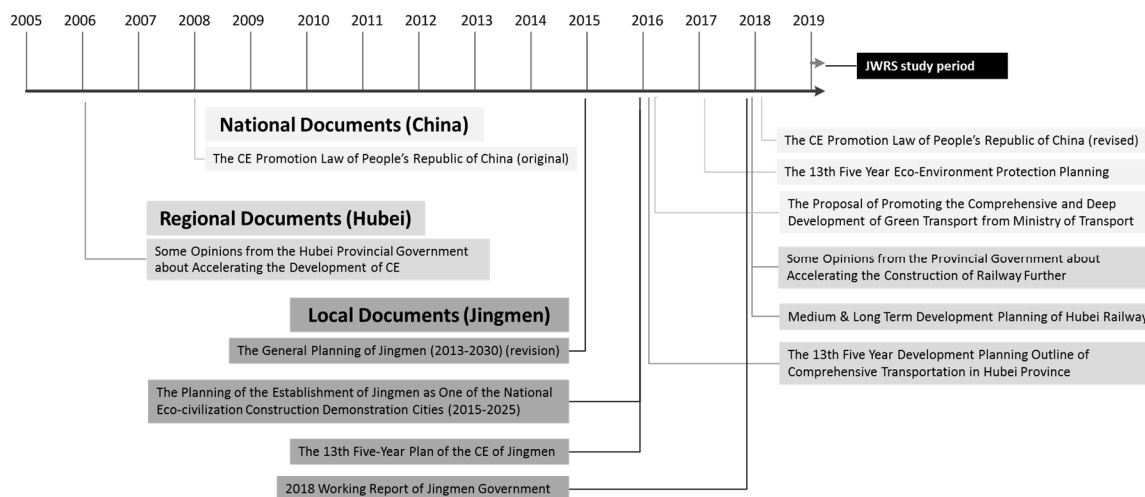 2005 2006 2007 2008 2009 2010 2011 2012 2013 2014 2015 2016 2017 2018 2019
JWRS study period
National Documents (China)
The CE Promotion Law of People's Republic of China (original)
Regional Documents (Hubei)
Some Opinions from the Hubei Provincial Government
about Accelerating the Development of CE
Local Documents (Jingmen)
The General Planning of Jingmen (2013-2030) (revision)
The Planning of the Establishment of Jingmen as One of the National
Eco-civilization Construction Demonstration Cities (2015-2025)
The 13th Five-Year Plan of the CE of Jingmen
2018 Working Report of Jingmen Government
The CE Promotion Law of People's Republic of China (revised)
The 13th Five Year Eco-Environment Protection Planning
The Proposal of Promoting the Comprehensive and Deep
Development of Green Transport from Ministry of Transport
Some Opinions from the Provincial Government about
Accelerating the Construction of Railway Further
Medium & Long Term Development Planning of Hubei Railway
The 13th Five Year Development Planning Outline of
Comprehensive Transportation in Hubei Province